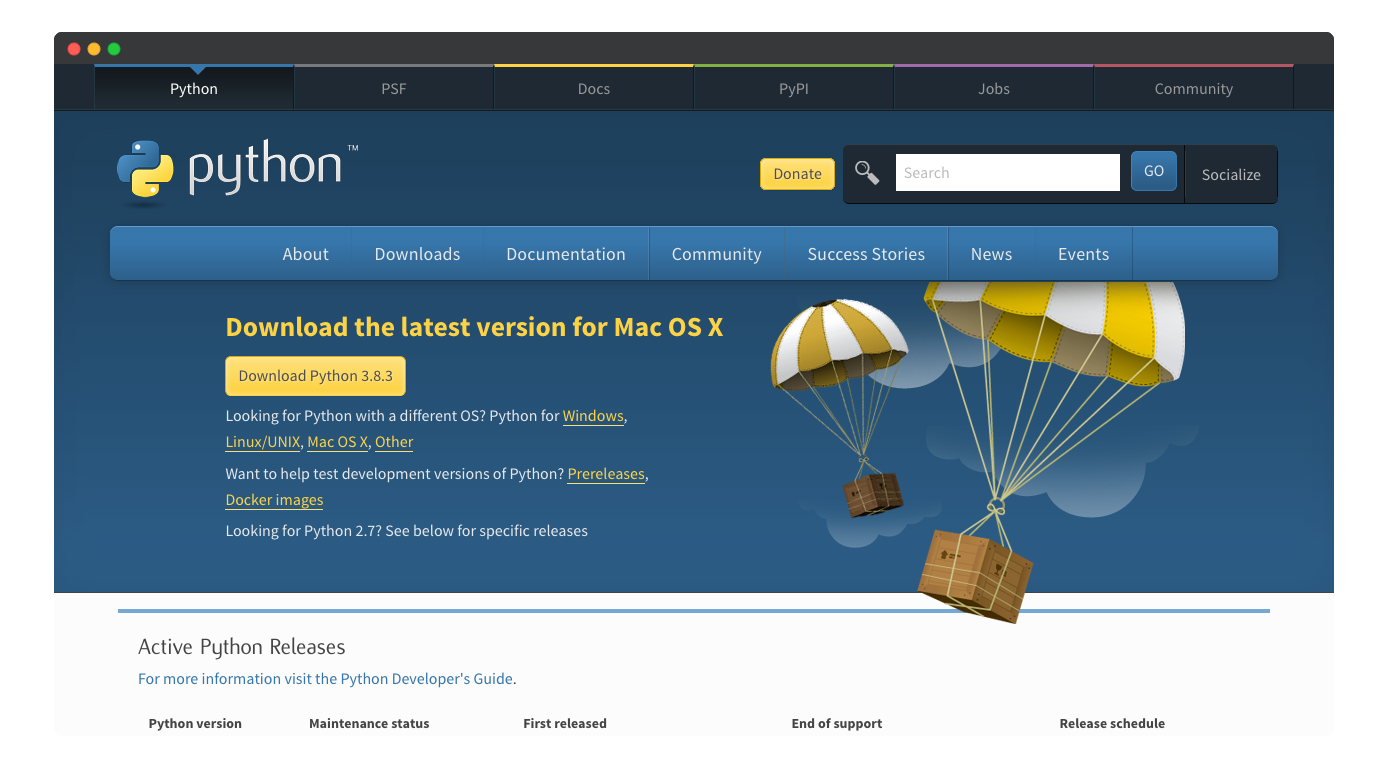 Python PSF Docs PyPI Jobs Community
python™
Donate Search GO Socialize
About Downloads Documentation Community Success Stories News Events
Download the latest version for Mac OS X
Download Python 3.8.3
Looking for Python with a different OS? Python for Windows,
Linux/UNIX, Mac OS X, Other
Want to help test development versions of Python? Prereleases,
Docker images
Looking for Python 2.7? See below for specific releases
Active Python Releases
For more information visit the Python Developer's Guide.
Python version Maintenance status First released End of support Release schedule